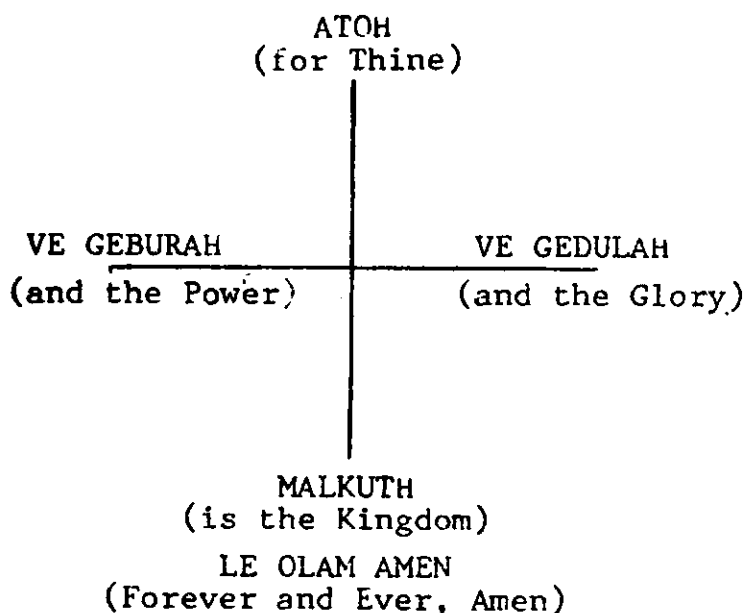 ATOH
(for Thine)
VE GEBURAH
VE GEDULAH
(and the Power)
(and the Glory)
MALKUTH
(is the Kingdom)
LE OLAM AMEN
(Forever and Ever, Amen)